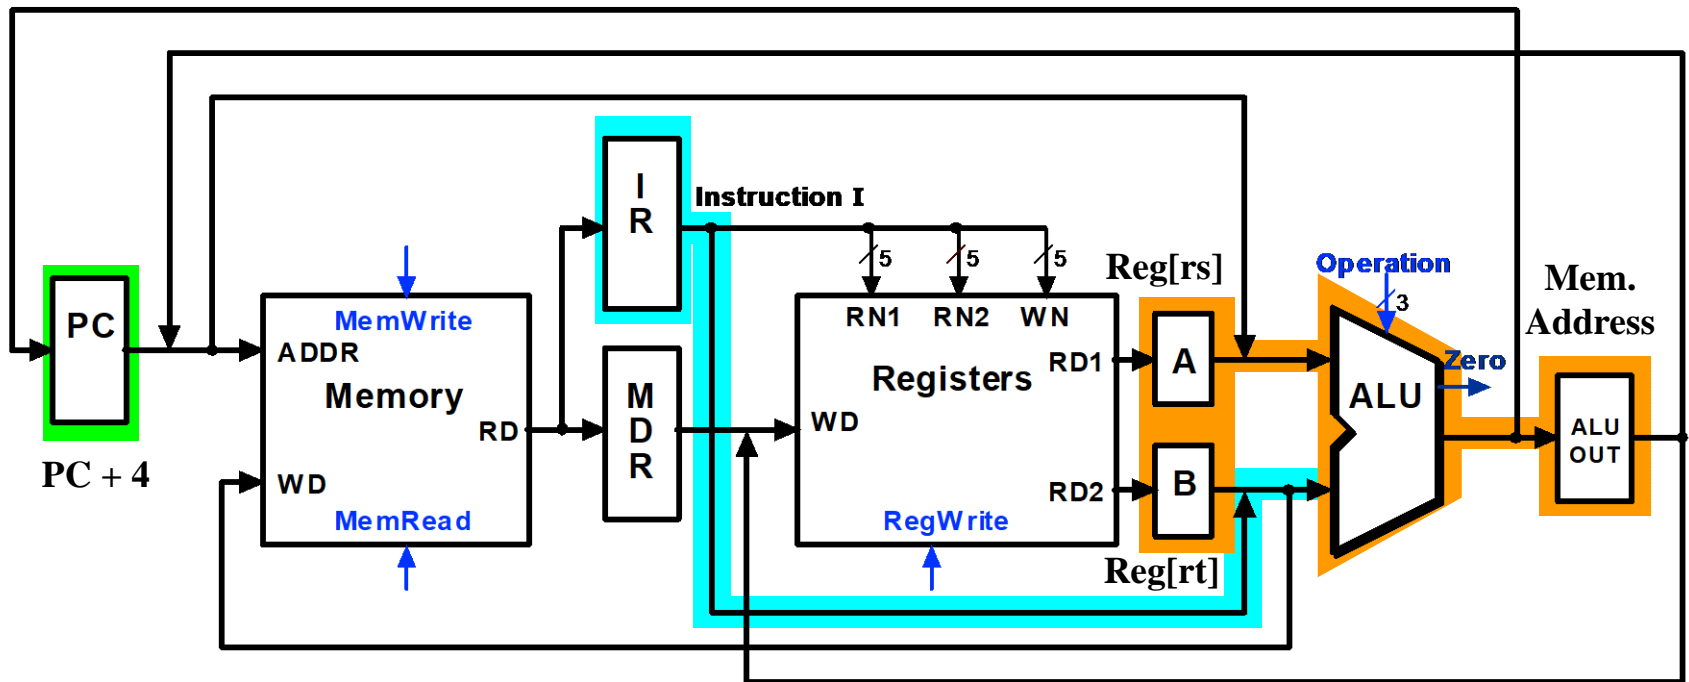 PC
PC + 4
MemWrite
ADDR
Memory
RD
WD
MemRead
I
R
Instruction I
M
D
R
5
5
5
RN1
RN2
WN
RD1
Registers
WD
RD2
RegWrite
Reg[rs]
A
B
Reg[rt]
Operation
3
Zero
ALU
Mem.
Address
ALU
OUT